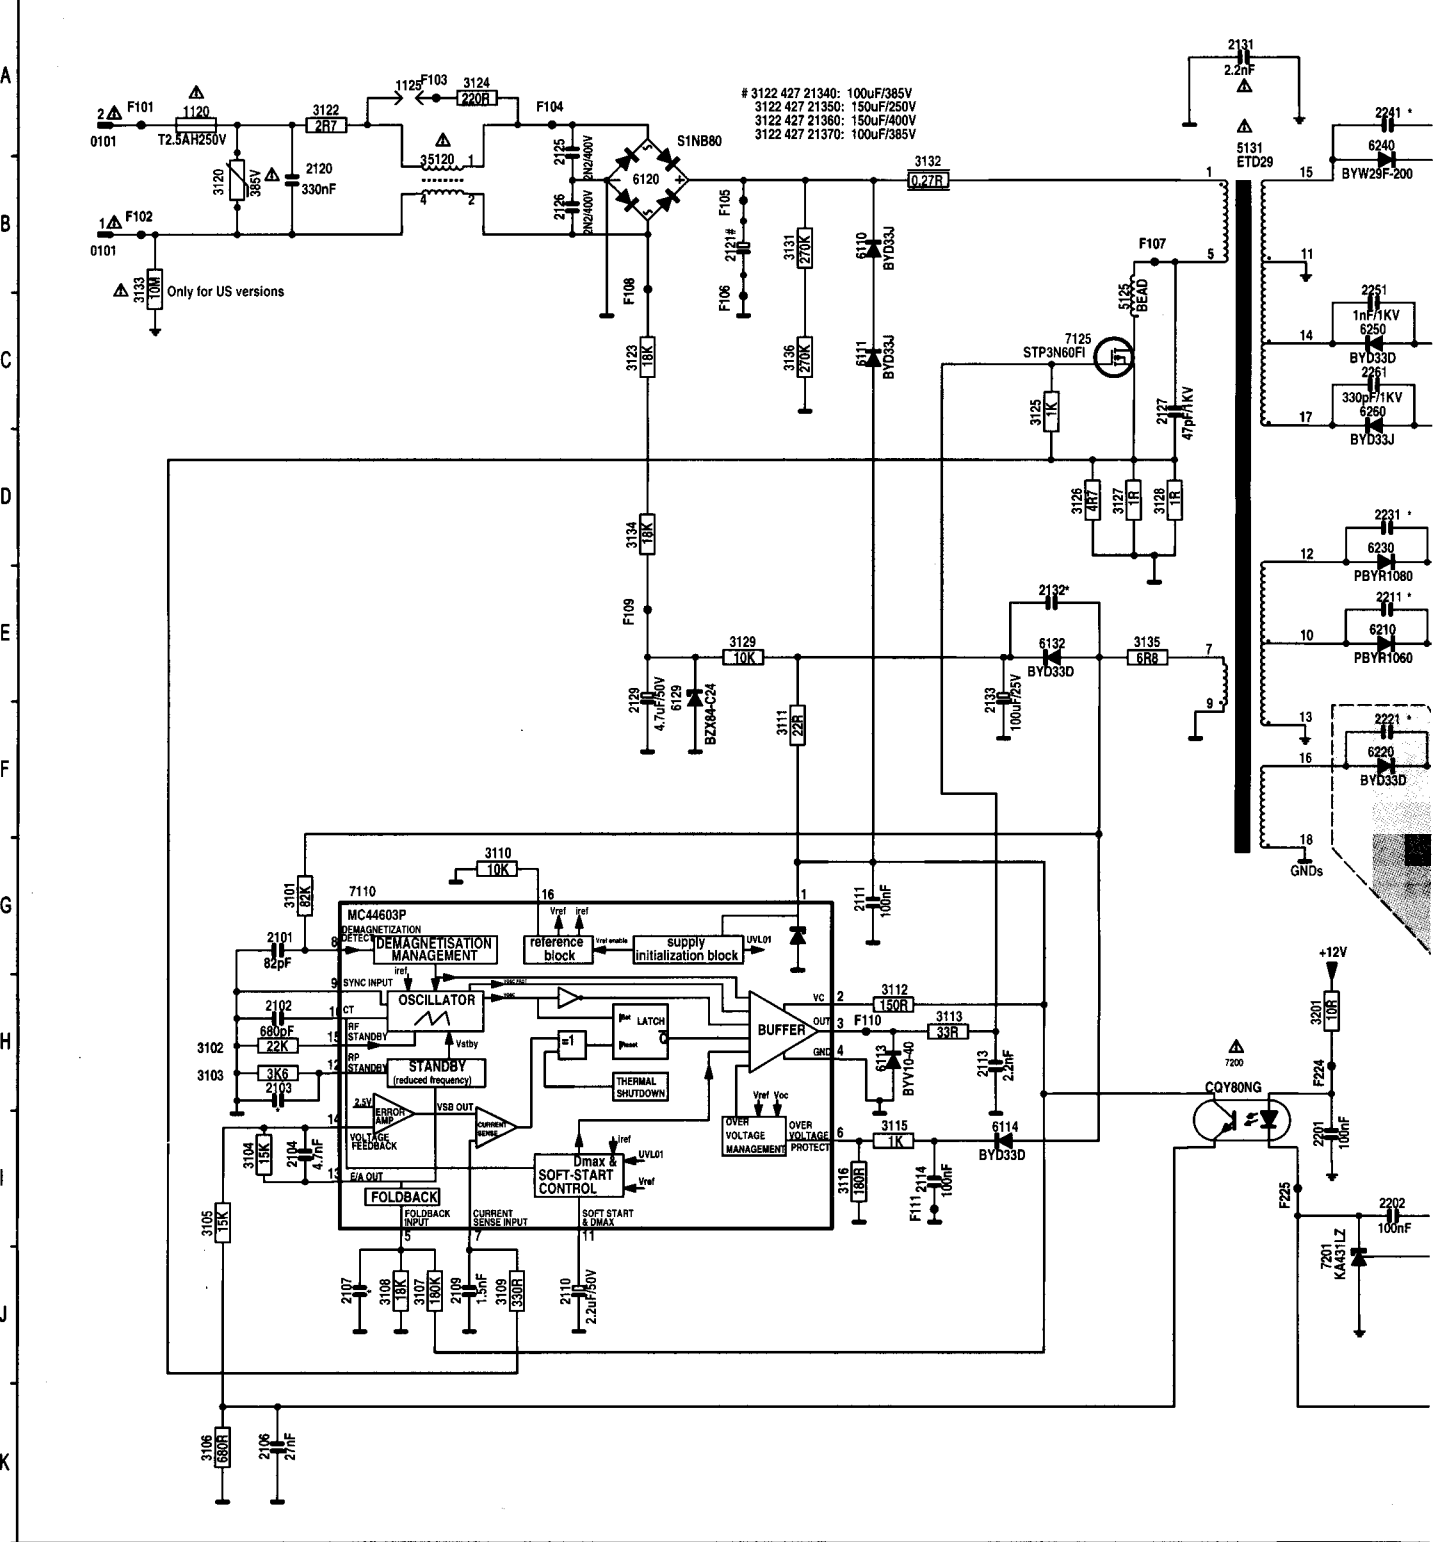 A
B
C
D
E
F
G
H
I
J
K
2131
2.2nF
# 3122 427 21340: 100uF/385V
3122 427 21350: 150uF/250V
3122 427 21360: 150uF/400V
3122 427 21370: 100uF/385V
1125
F103
3124
220R
2
F101
0101
1120
T2.5AH250V
3122
2R7
F104
3120
385V
2120
330nF
35120
1
4
2
2125
2N2/400V
2126
2N2/400V
S1NB80
6120
1
F102
0101
3133
10M
Only for US versions
F105
2121#
F106
F108
3131
270K
3136
270K
6110
BYD33J
6111
BYD33J
3132
0.27R
5131
ETD29
1
5
15
11
14
17
2241 *
6240
BYW29F-200
F107
5125
BEAD
7125
STP3N60FI
3125
1K
2127
47pF/1KV
2251
1nF/1KV
6250
BYD33D
2261
330pF/1KV
6260
BYD33J
3123
18K
3134
18K
F109
3126
4R7
3127
1R
3128
1R
12
2231 *
6230
PBYR1080
2211 *
10
6210
PBYR1060
2132*
6132
BYD33D
3135
6R8
7
9
3129
10K
2129
4.7uF/50V
6129
BZX84-C24
3111
22R
2133
100uF/25V
13
2221 *
16
6220
BYD33D
18
GNDs
3110
10K
3101
82K
7110
16
1
MC44603P
2111
100nF
2101
82pF
8
DEMAGNETIZATION
DETECT
DEMAGNETISATION
MANAGEMENT
Vref
iref
reference
block
Vref enable
supply
initialization block
UVL01
9
SYNC INPUT
iref
OSCILLATOR
2102
680pF
10
CT
15
RF
STANDBY
3102
22K
3103
3K6
12
RP
STANDBY
2103
*
Vstby
STANDBY
(reduced frequency)
=1
Set
LATCH
Reset
Q
BUFFER
VC
2
OUT
3
GND
4
THERMAL
SHUTDOWN
3112
150R
F110
3113
33R
6113
BYV10-40
2113
2.2nF
2.5V
ERROR
AMP
VSB OUT
CURRENT
SENSE
14
VOLTAGE
FEEDBACK
13
E/A OUT
3104
15K
2104
4.7nF
3105
15K
FOLDBACK
FOLDBACK
INPUT
5
CURRENT
SENSE INPUT
7
SOFT START
& DMAX
11
Dmax &
SOFT-START
CONTROL
iref
UVL01
Vref
Vref
Vcc
OVER
VOLTAGE
MANAGEMENT
OVER
VOLTAGE
PROTECT
6
3115
1K
6114
BYD33D
3116
180R
F111
2114
100nF
+12V
3201
10R
F224
7200
CQY80NG
2201
100nF
F225
2202
100nF
7201
KA431LZ
2107
*
3108
18K
3107
180K
2109
1.5nF
3109
330R
2110
2.2uF/50V
3106
680R
2106
27nF